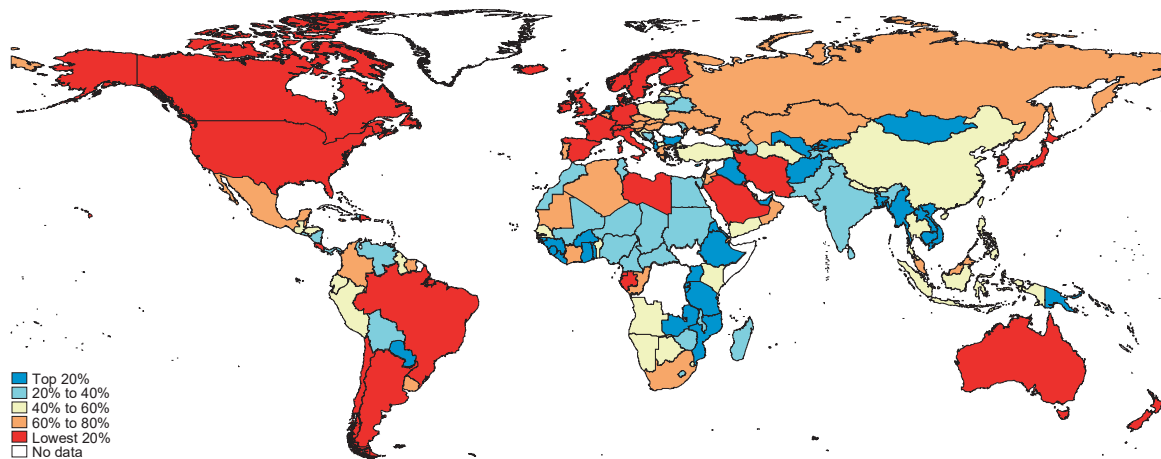 Top 20%
20% to 40%
40% to 60%
60% to 80%
Lowest 20%
No data